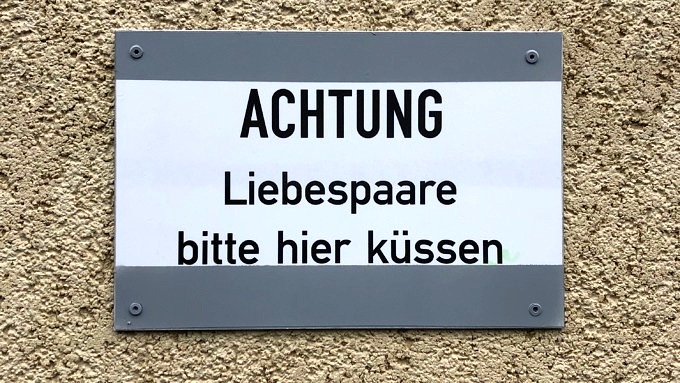 ACHTUNG
Liebespaare
bitte hier küssen